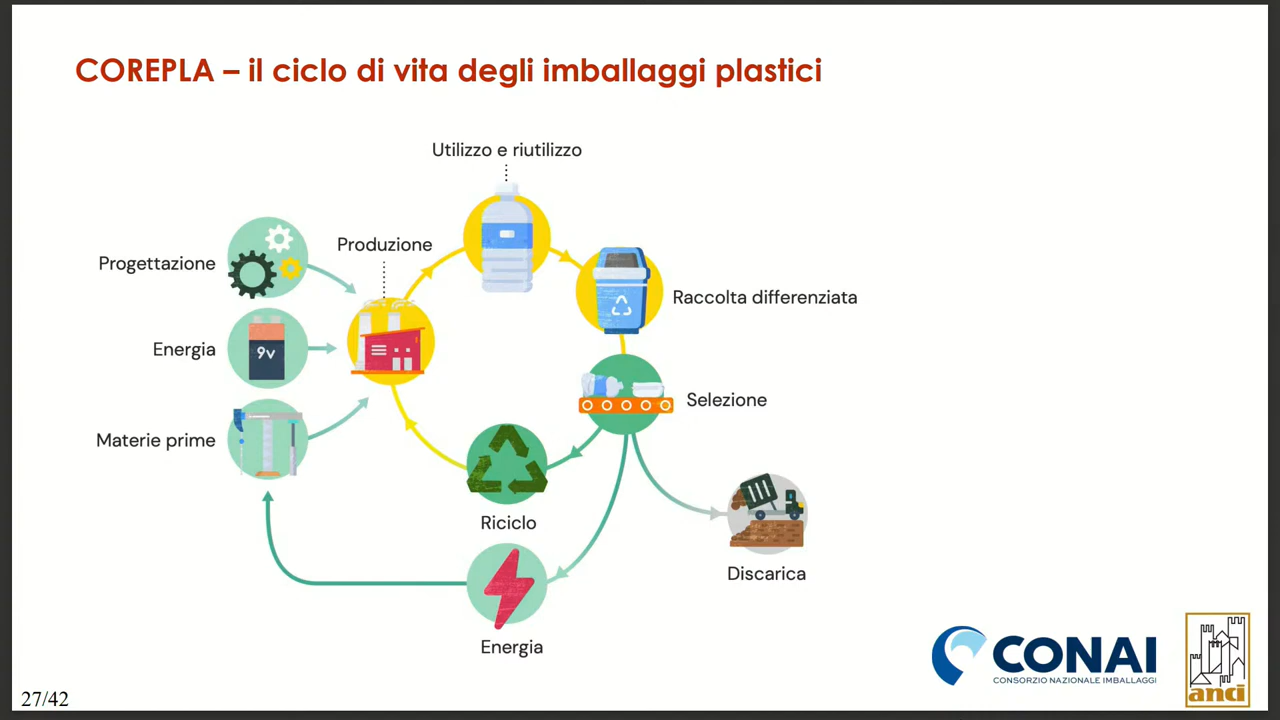 COREPLA – il ciclo di vita degli imballaggi plastici
Utilizzo e riutilizzo
Produzione
Progettazione
Raccolta differenziata
Energia
9v
Selezione
Materie prime
Riciclo
Discarica
Energia
CONAI
CONSORZIO NAZIONALE IMBALLAGGI
anci
27/42